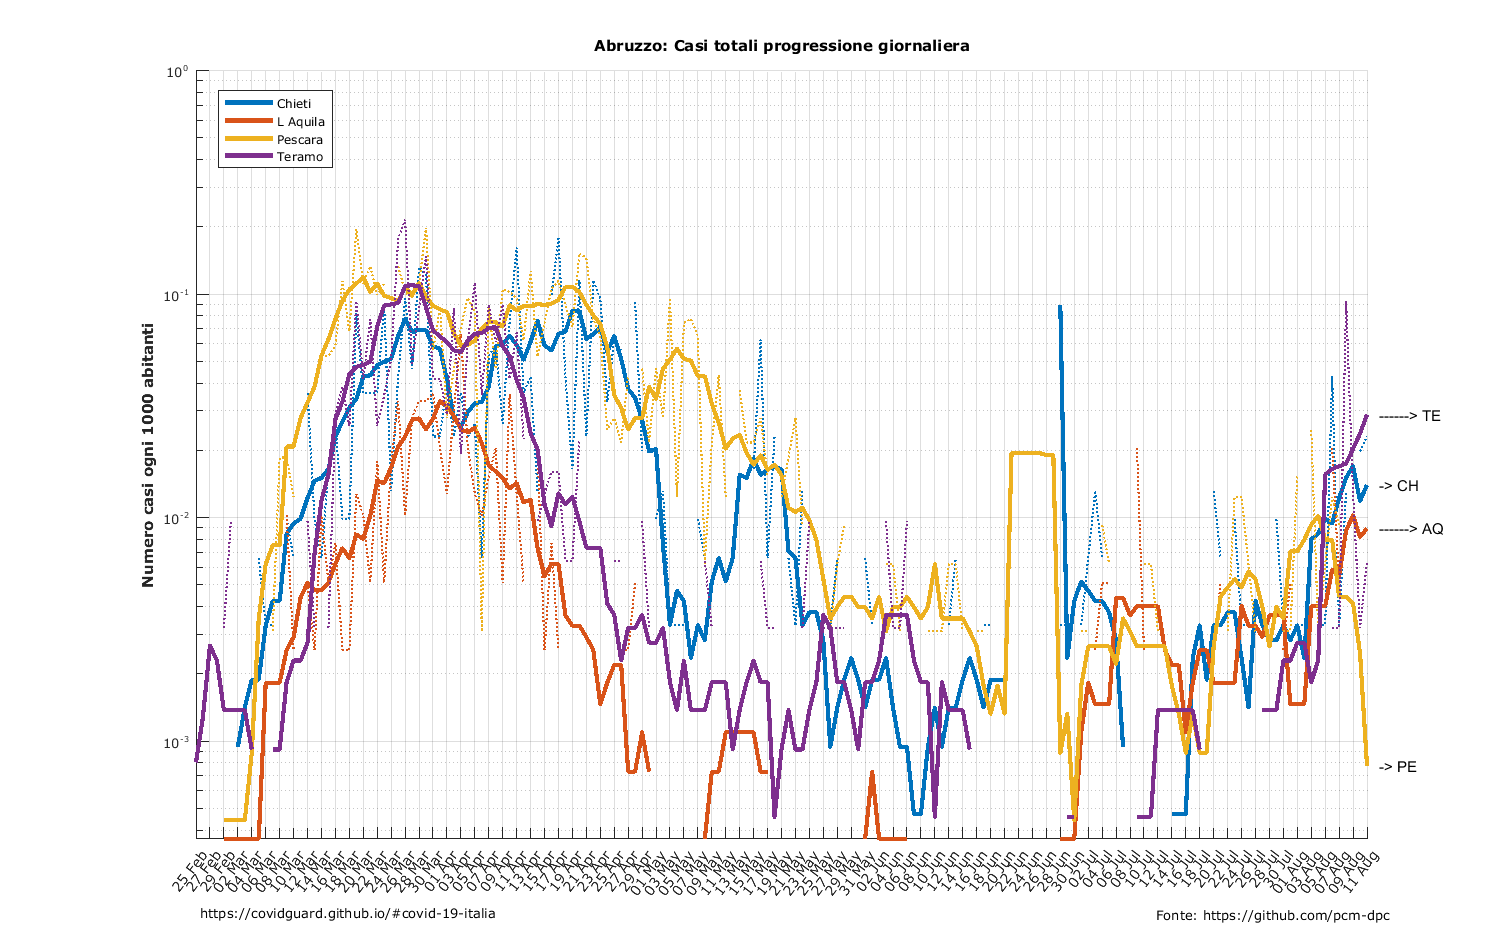 Abruzzo: Casi totali progressione giornaliera
10⁰
Chieti
L Aquila
Pescara
Teramo
10⁻¹
Numero casi ogni 1000 abitanti
------> TE
-> CH
10⁻²
------> AQ
10⁻³
-> PE
25 Feb
27 Feb
29 Feb
02 Mar
04 Mar
06 Mar
08 Mar
10 Mar
12 Mar
14 Mar
16 Mar
18 Mar
20 Mar
22 Mar
24 Mar
26 Mar
28 Mar
30 Mar
01 Apr
03 Apr
05 Apr
07 Apr
09 Apr
11 Apr
13 Apr
15 Apr
17 Apr
19 Apr
21 Apr
23 Apr
25 Apr
27 Apr
29 Apr
01 May
03 May
05 May
07 May
09 May
11 May
13 May
15 May
17 May
19 May
21 May
23 May
25 May
27 May
29 May
31 May
02 Jun
04 Jun
06 Jun
08 Jun
10 Jun
12 Jun
14 Jun
16 Jun
18 Jun
20 Jun
22 Jun
24 Jun
26 Jun
28 Jun
30 Jun
02 Jul
04 Jul
06 Jul
08 Jul
10 Jul
12 Jul
14 Jul
16 Jul
18 Jul
20 Jul
22 Jul
24 Jul
26 Jul
28 Jul
30 Jul
01 Aug
03 Aug
05 Aug
07 Aug
09 Aug
11 Aug
https://covidguard.github.io/#covid-19-italia
Fonte: https://github.com/pcm-dpc